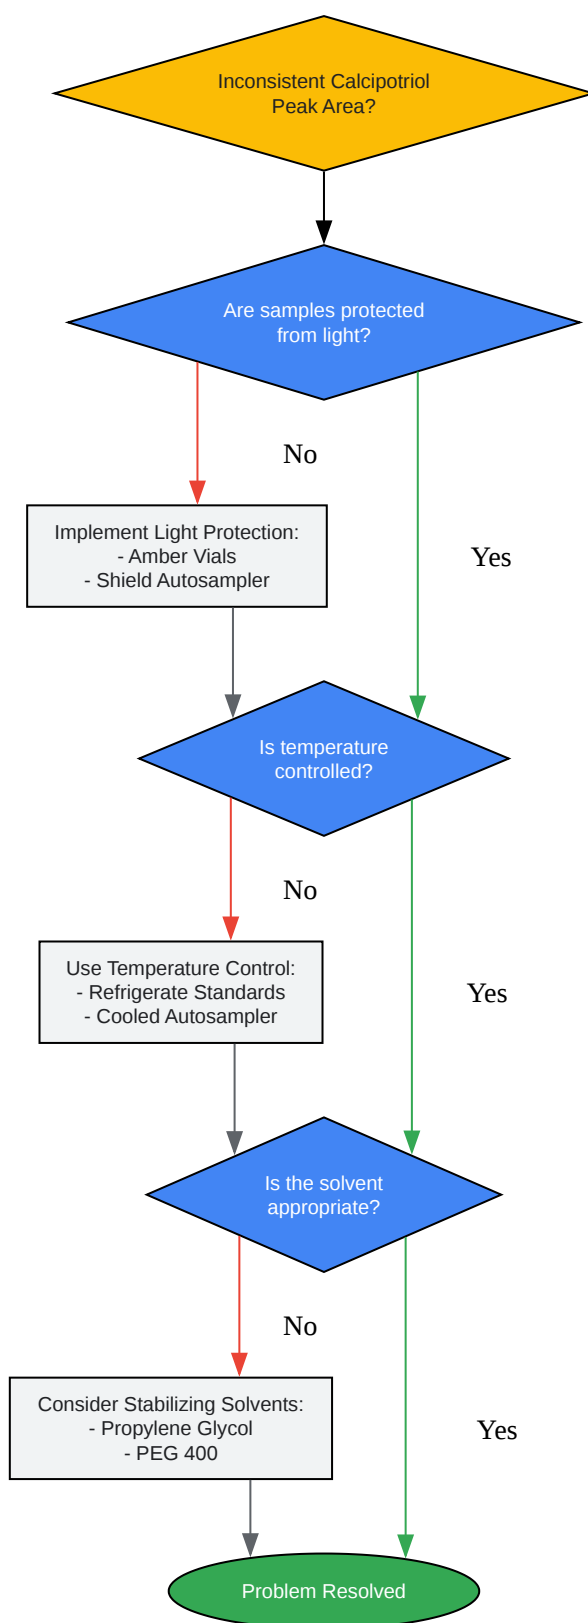 Inconsistent Calcipotriol
Peak Area?
Are samples protected
from light?
No
Implement Light Protection:
- Amber Vials
- Shield Autosampler
Yes
Is temperature
controlled?
No
Use Temperature Control:
- Refrigerate Standards
- Cooled Autosampler
Yes
Is the solvent
appropriate?
No
Consider Stabilizing Solvents:
- Propylene Glycol
- PEG 400
Yes
Problem Resolved